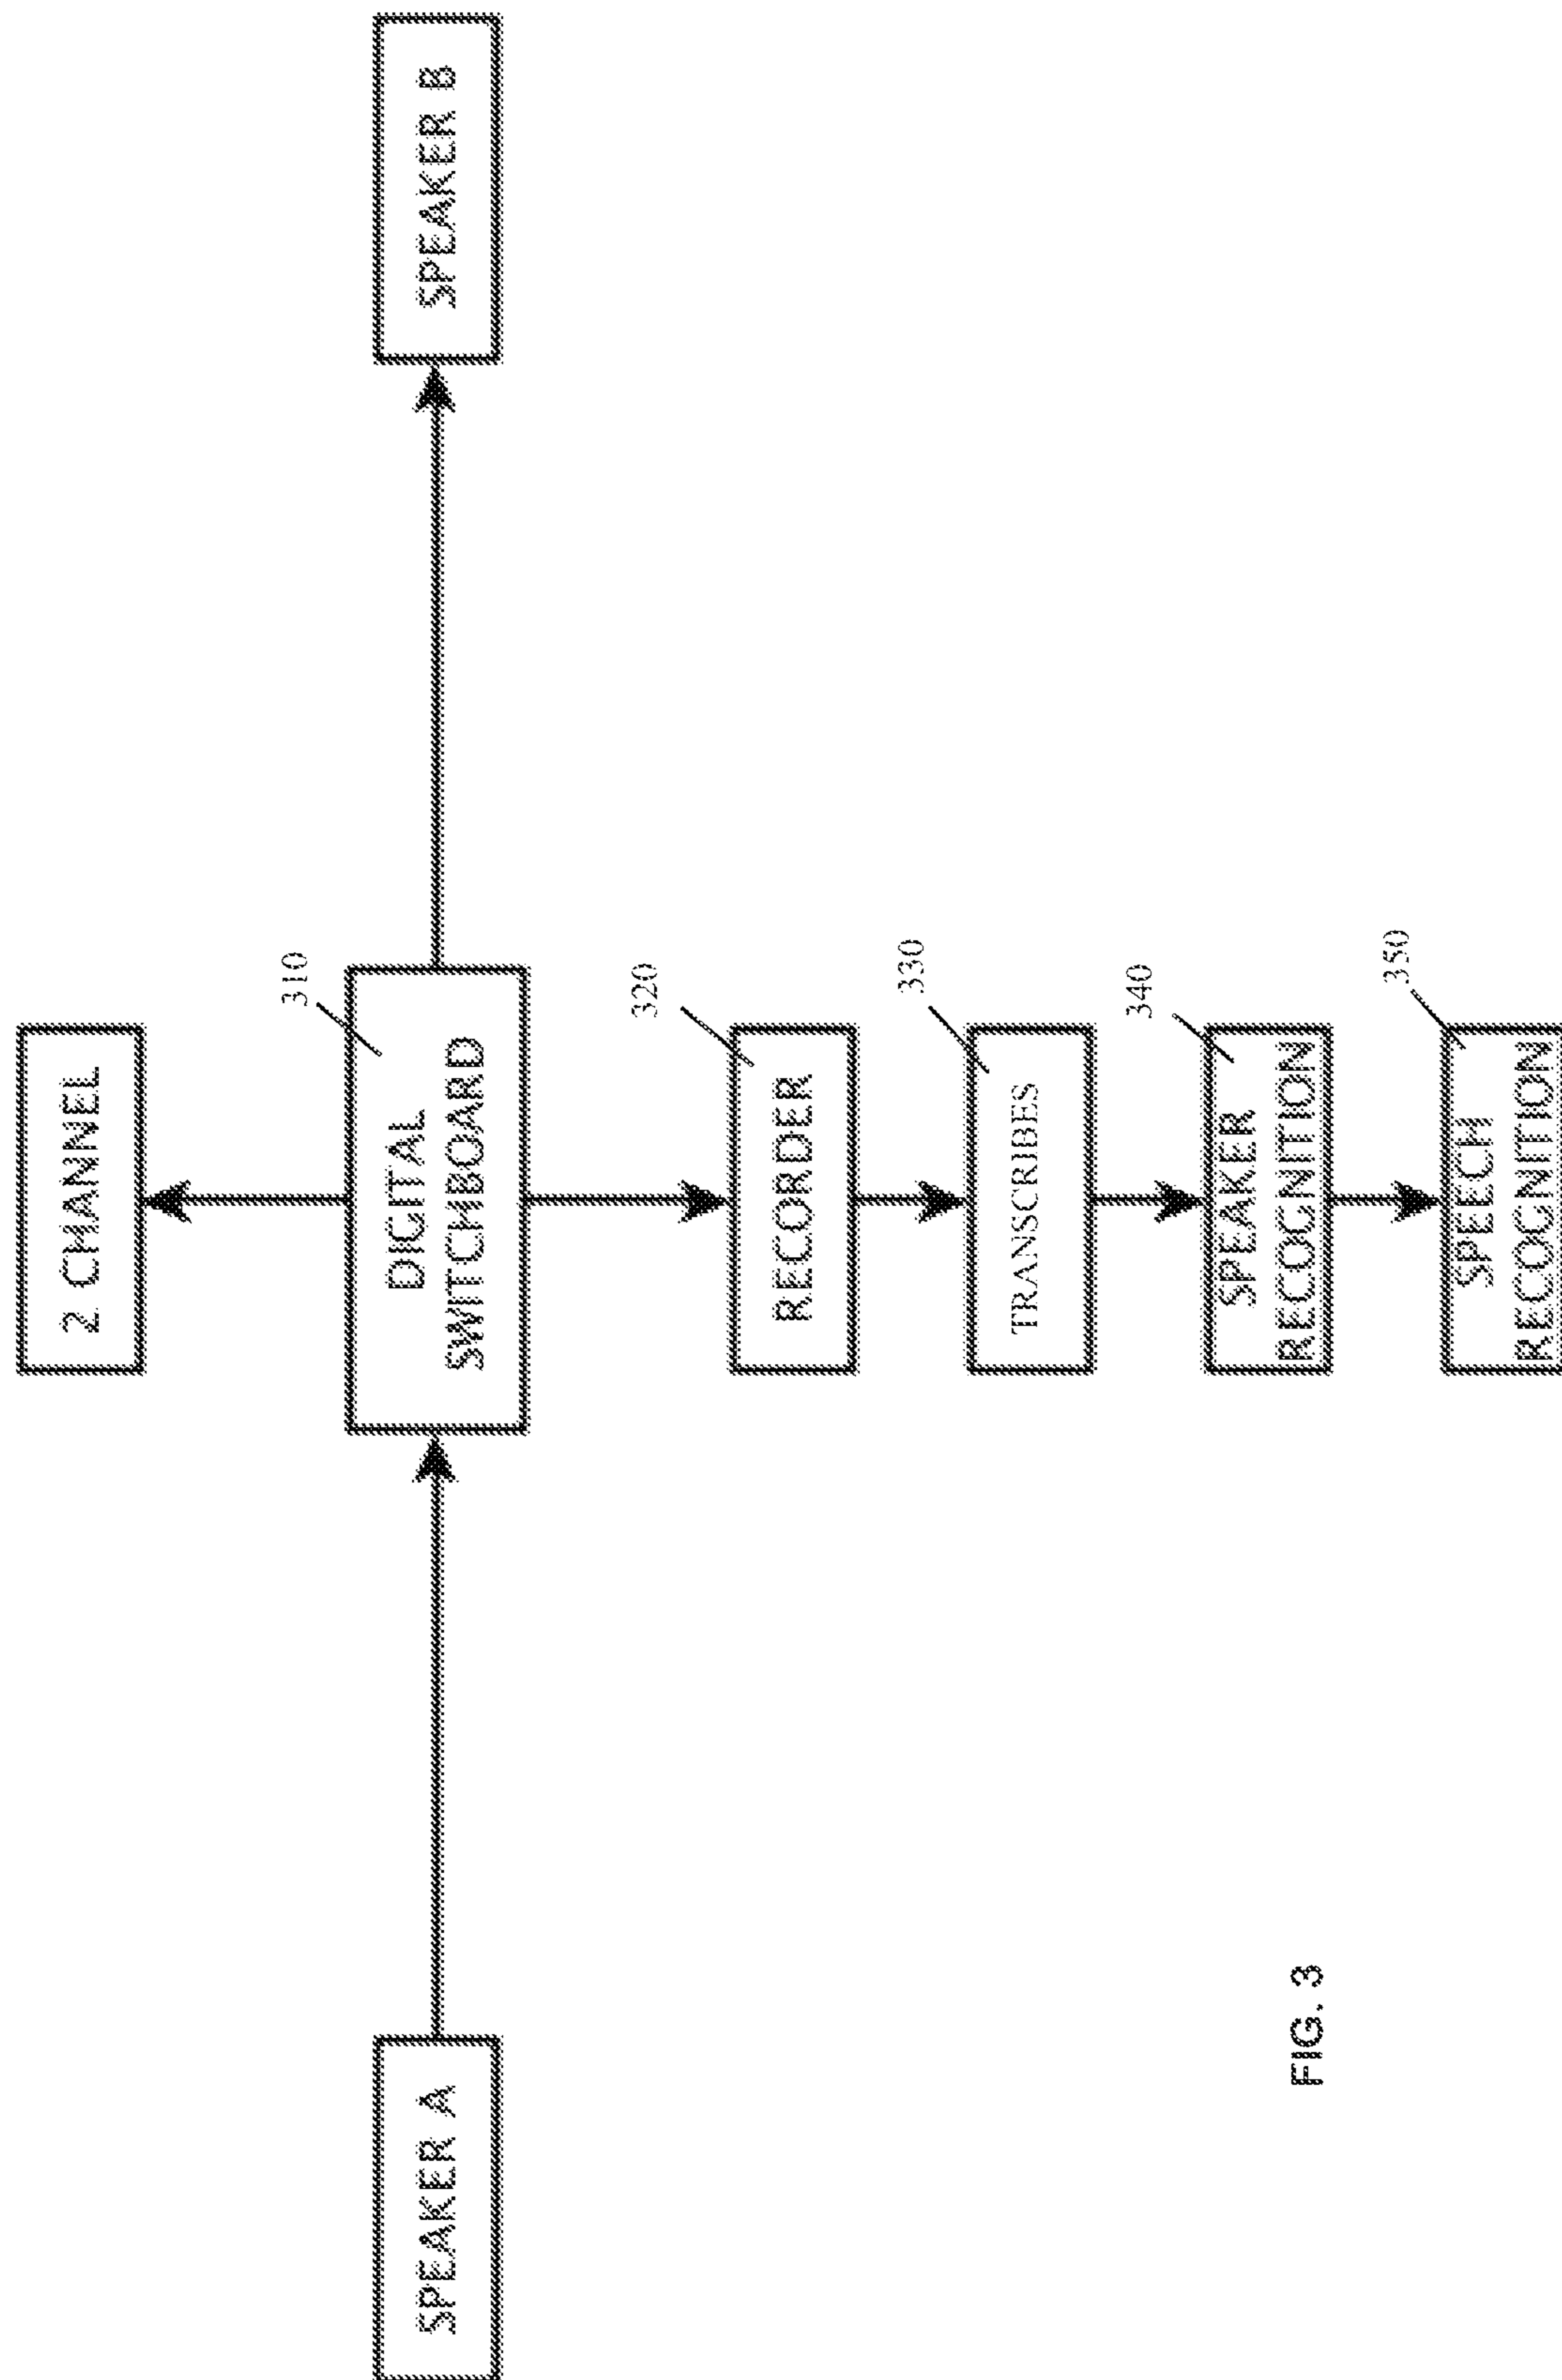 2 CHANNEL
310
SPEAKER A
DIGITAL
SWITCHBOARD
SPEAKER B
320
RECORDER
330
TRANSCRIBES
340
SPEAKER
RECOGNITION
350
SPEECH
RECOGNITION
FIG. 3